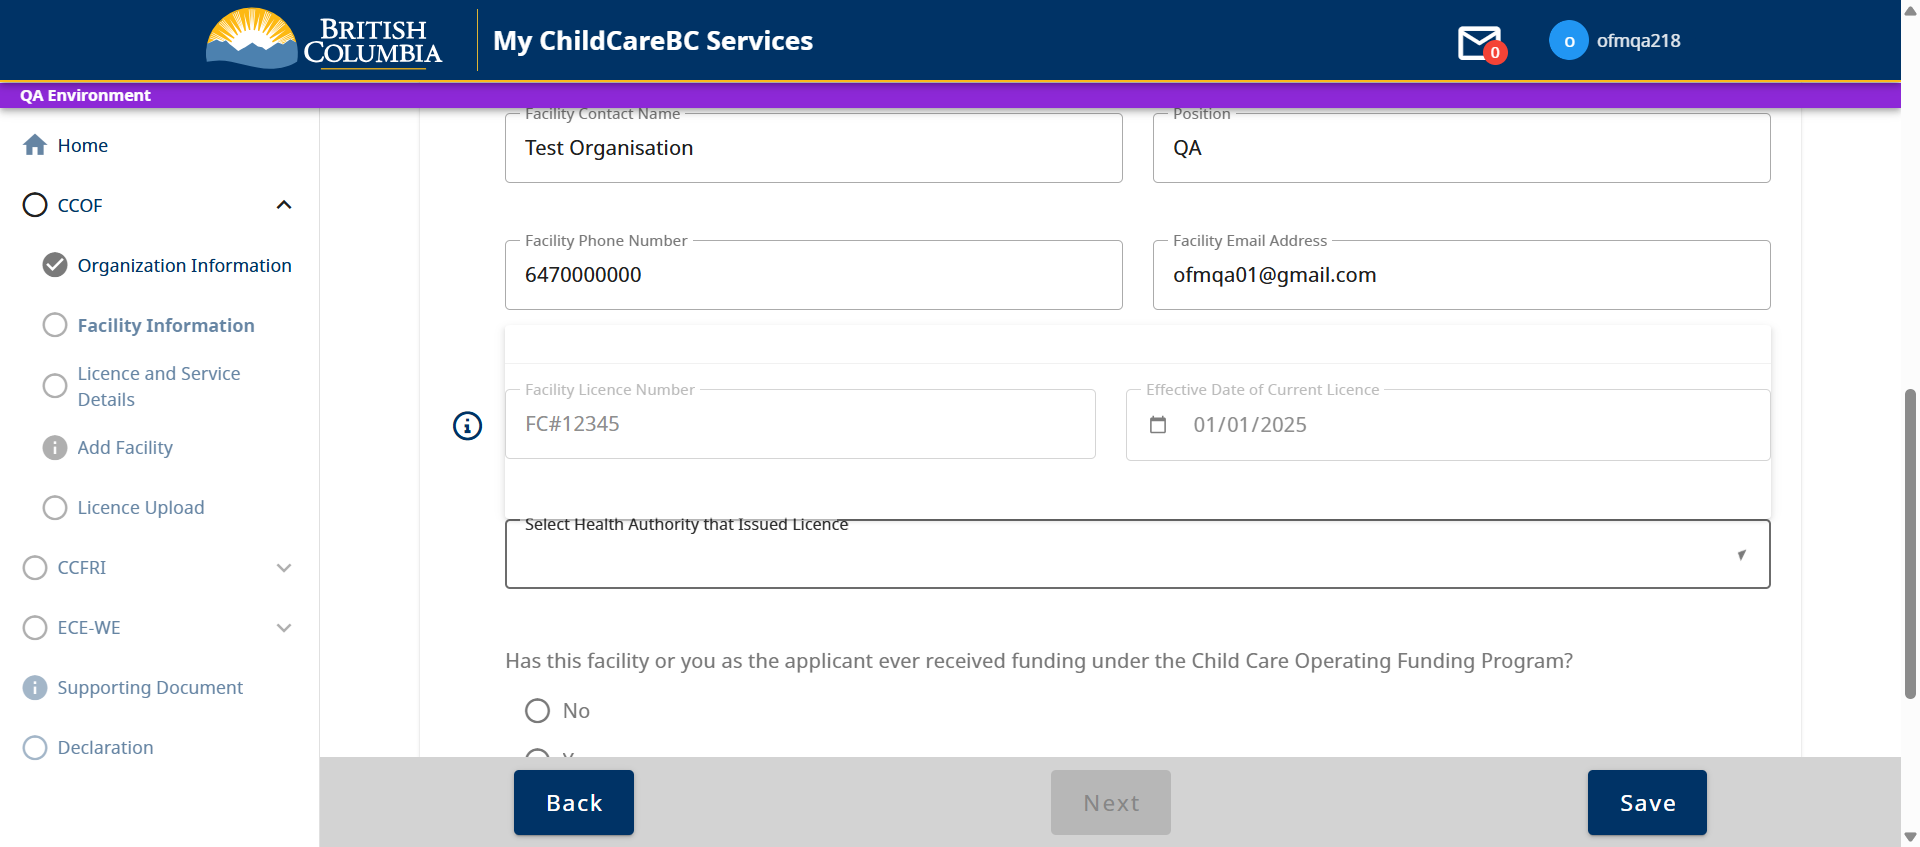 BRITISH
COLUMBIA
My ChildCareBC Services
0
o
ofmqa218
QA Environment
Home
CCOF
Organization Information
Facility Information
Licence and Service
Details
Add Facility
Licence Upload
CCFRI
ECE-WE
Supporting Document
Declaration
Facility Contact Name
Test Organisation
Position
QA
Facility Phone Number
6470000000
Facility Email Address
ofmqa01@gmail.com
Facility Licence Number
FC#12345
Effective Date of Current Licence
01/01/2025
Select Health Authority that Issued Licence
Has this facility or you as the applicant ever received funding under the Child Care Operating Funding Program?
No
Back
Next
Save